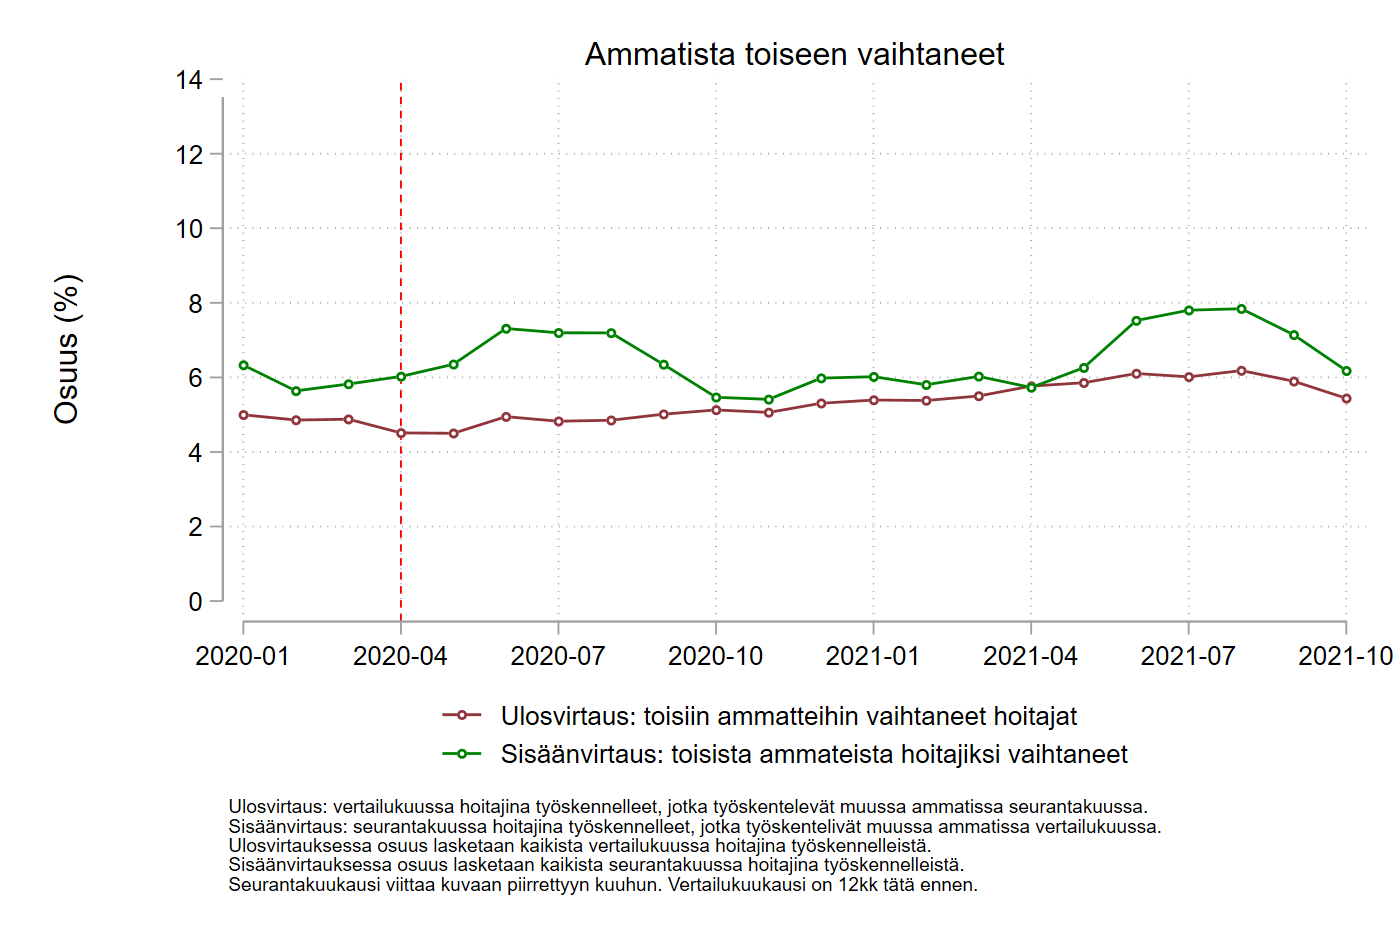 Ammatista toiseen vaihtaneet
Osuus (%)
14
12
10
8
6
4
2
0
2020-01 2020-04 2020-07 2020-10 2021-01 2021-04 2021-07 2021-10
Ulosvirtaus: toisiin ammatteihin vaihtaneet hoitajat
Sisäänvirtaus: toisista ammateista hoitajiksi vaihtaneet
Ulosvirtaus: vertailukuussa hoitajina työskennelleet, jotka työskentelevät muussa ammatissa seurantakuussa.
Sisäänvirtaus: seurantakuussa hoitajina työskennelleet, jotka työskentelivät muussa ammatissa vertailukuussa.
Ulosvirtauksessa osuus lasketaan kaikista vertailukuussa hoitajina työskennelleistä.
Sisäänvirtauksessa osuus lasketaan kaikista seurantakuussa hoitajina työskennelleistä.
Seurantakuukausi viittaa kuvaan piirrettyyn kuuhun. Vertailukuukausi on 12kk tätä ennen.